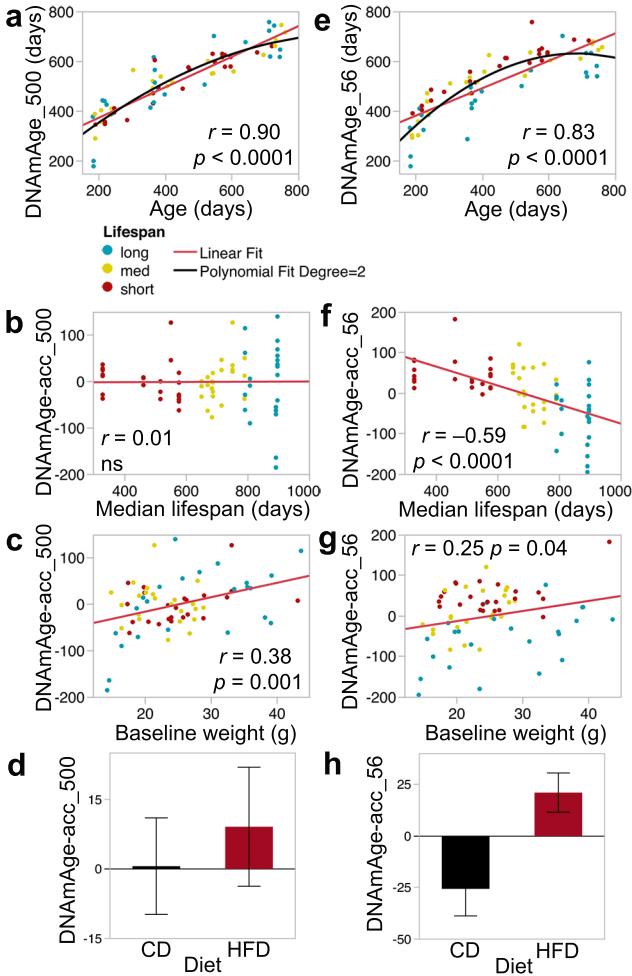 a
DNAmAge_500 (days)
800
600
400
200
r = 0.90
p < 0.0001
200 400 600 800
Age (days)
e
DNAmAge_56 (days)
800
600
400
200
r = 0.83
p < 0.0001
200 400 600 800
Age (days)
Lifespan
long
med
short
Linear Fit
Polynomial Fit Degree=2
b
DNAmAge-acc_500
100
0
-100
-200
r = 0.01
ns
400 600 800 1000
Median lifespan (days)
f
DNAmAge-acc_56
200
100
0
-100
-200
r = –0.59
p < 0.0001
400 600 800 1000
Median lifespan (days)
c
DNAmAge-acc_500
100
0
-100
-200
r = 0.38
p = 0.001
20 30 40
Baseline weight (g)
g
DNAmAge-acc_56
200
100
0
-100
-200
r = 0.25 p = 0.04
20 30 40
Baseline weight (g)
d
DNAmAge-acc_500
15
0
-15
CD HFD
Diet
h
DNAmAge-acc_56
25
0
-25
-50
CD HFD
Diet